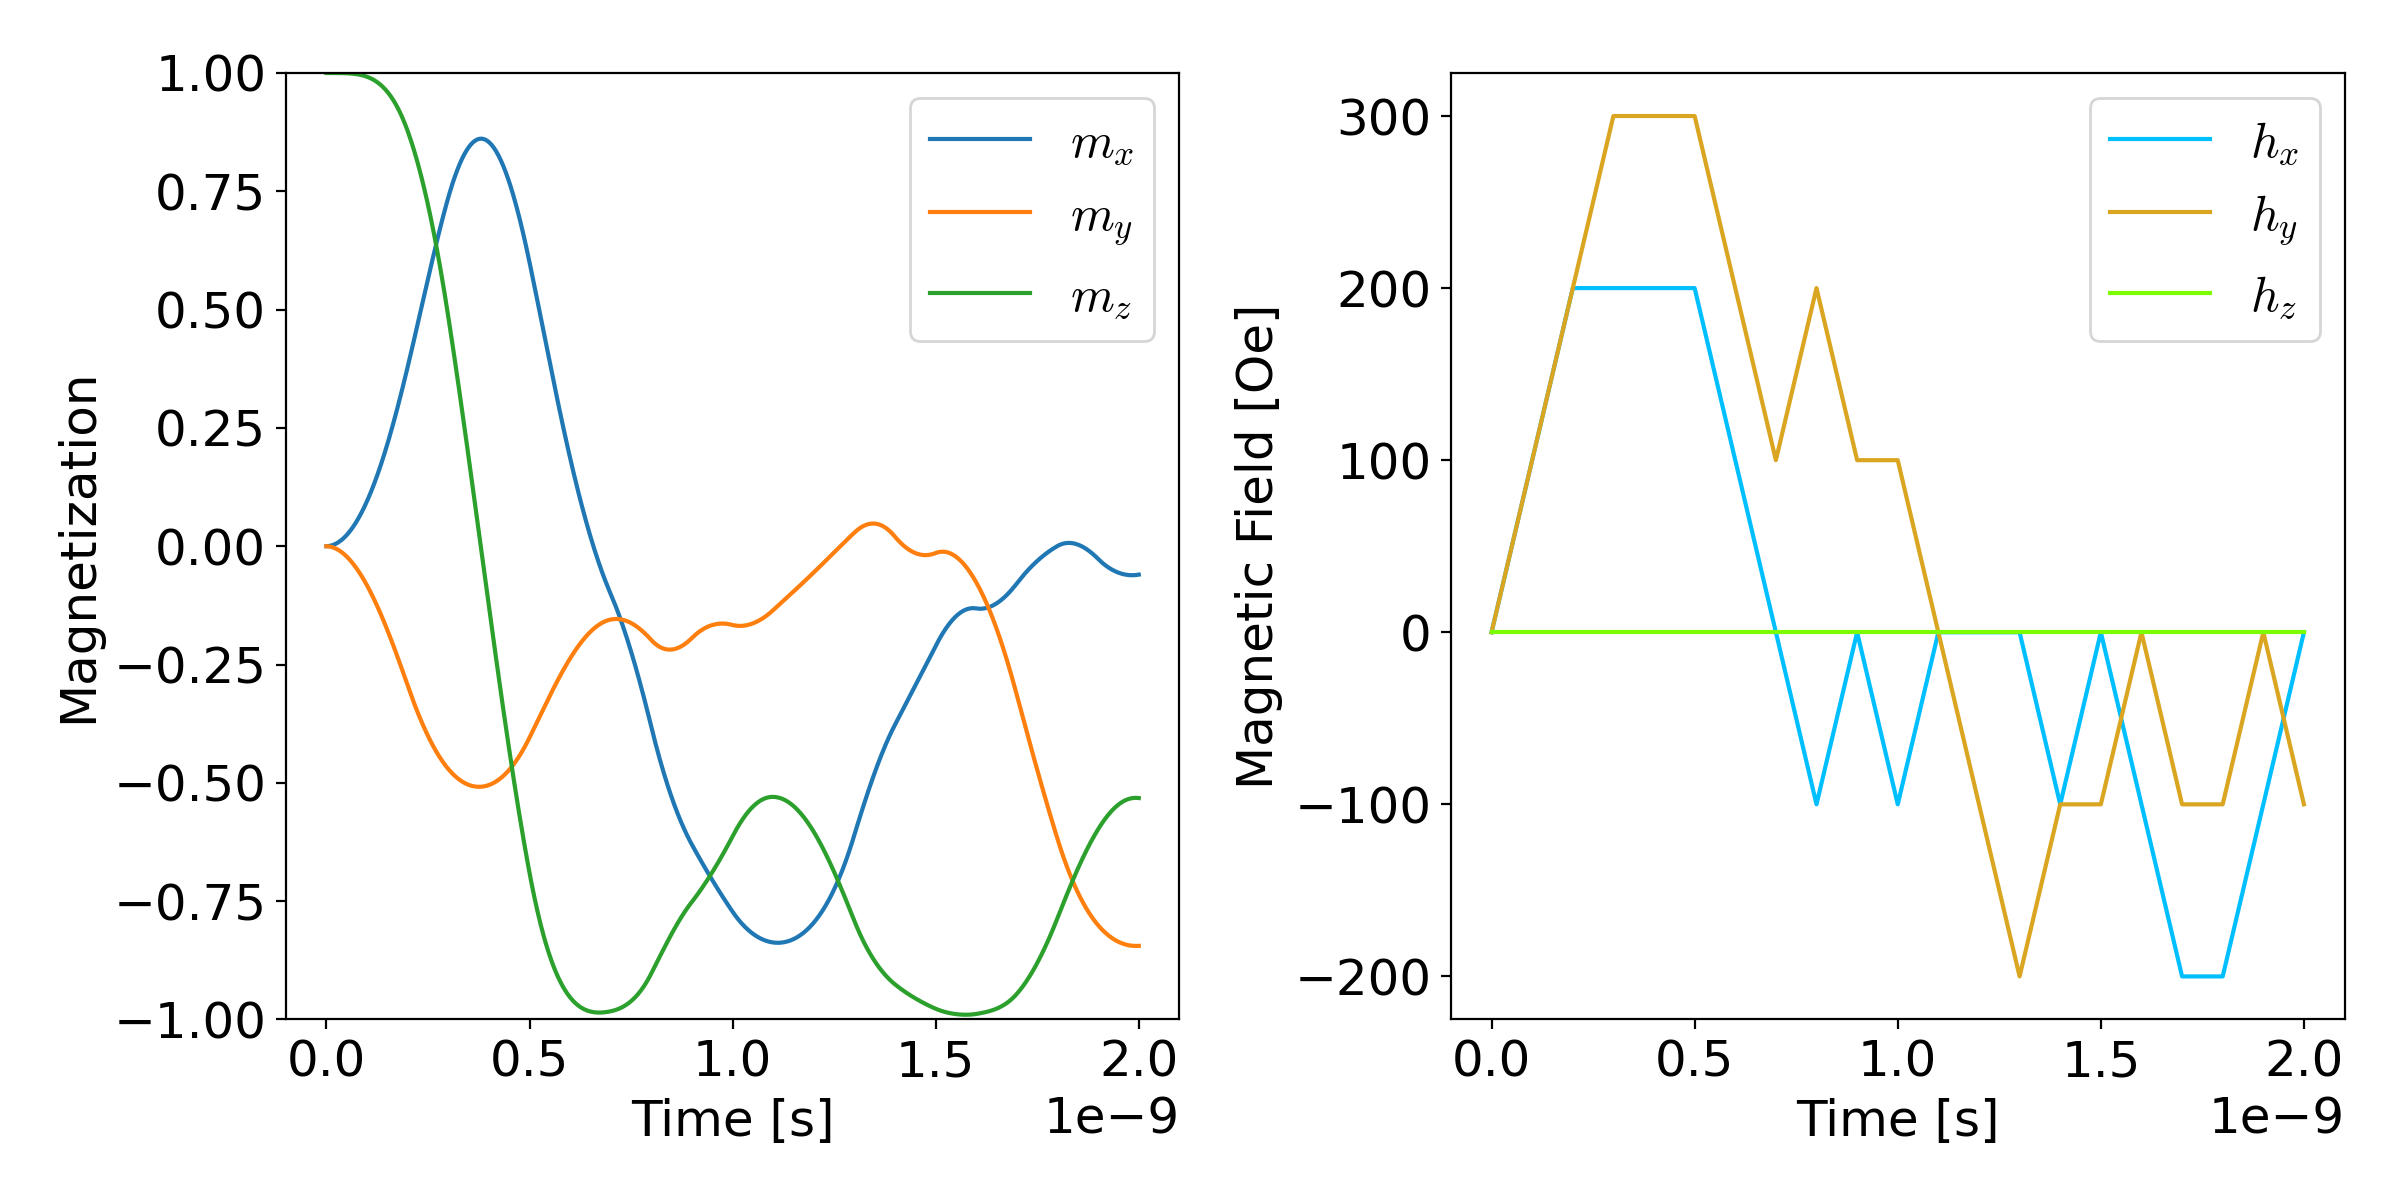 Magnetization
1.00
0.75
0.50
0.25
0.00
−0.25
−0.50
−0.75
−1.00
0.0 0.5 1.0 1.5 2.0
Time [s]
1e−9
m_x
m_y
m_z
Magnetic Field [Oe]
300
200
100
0
−100
−200
0.0 0.5 1.0 1.5 2.0
Time [s]
1e−9
h_x
h_y
h_z